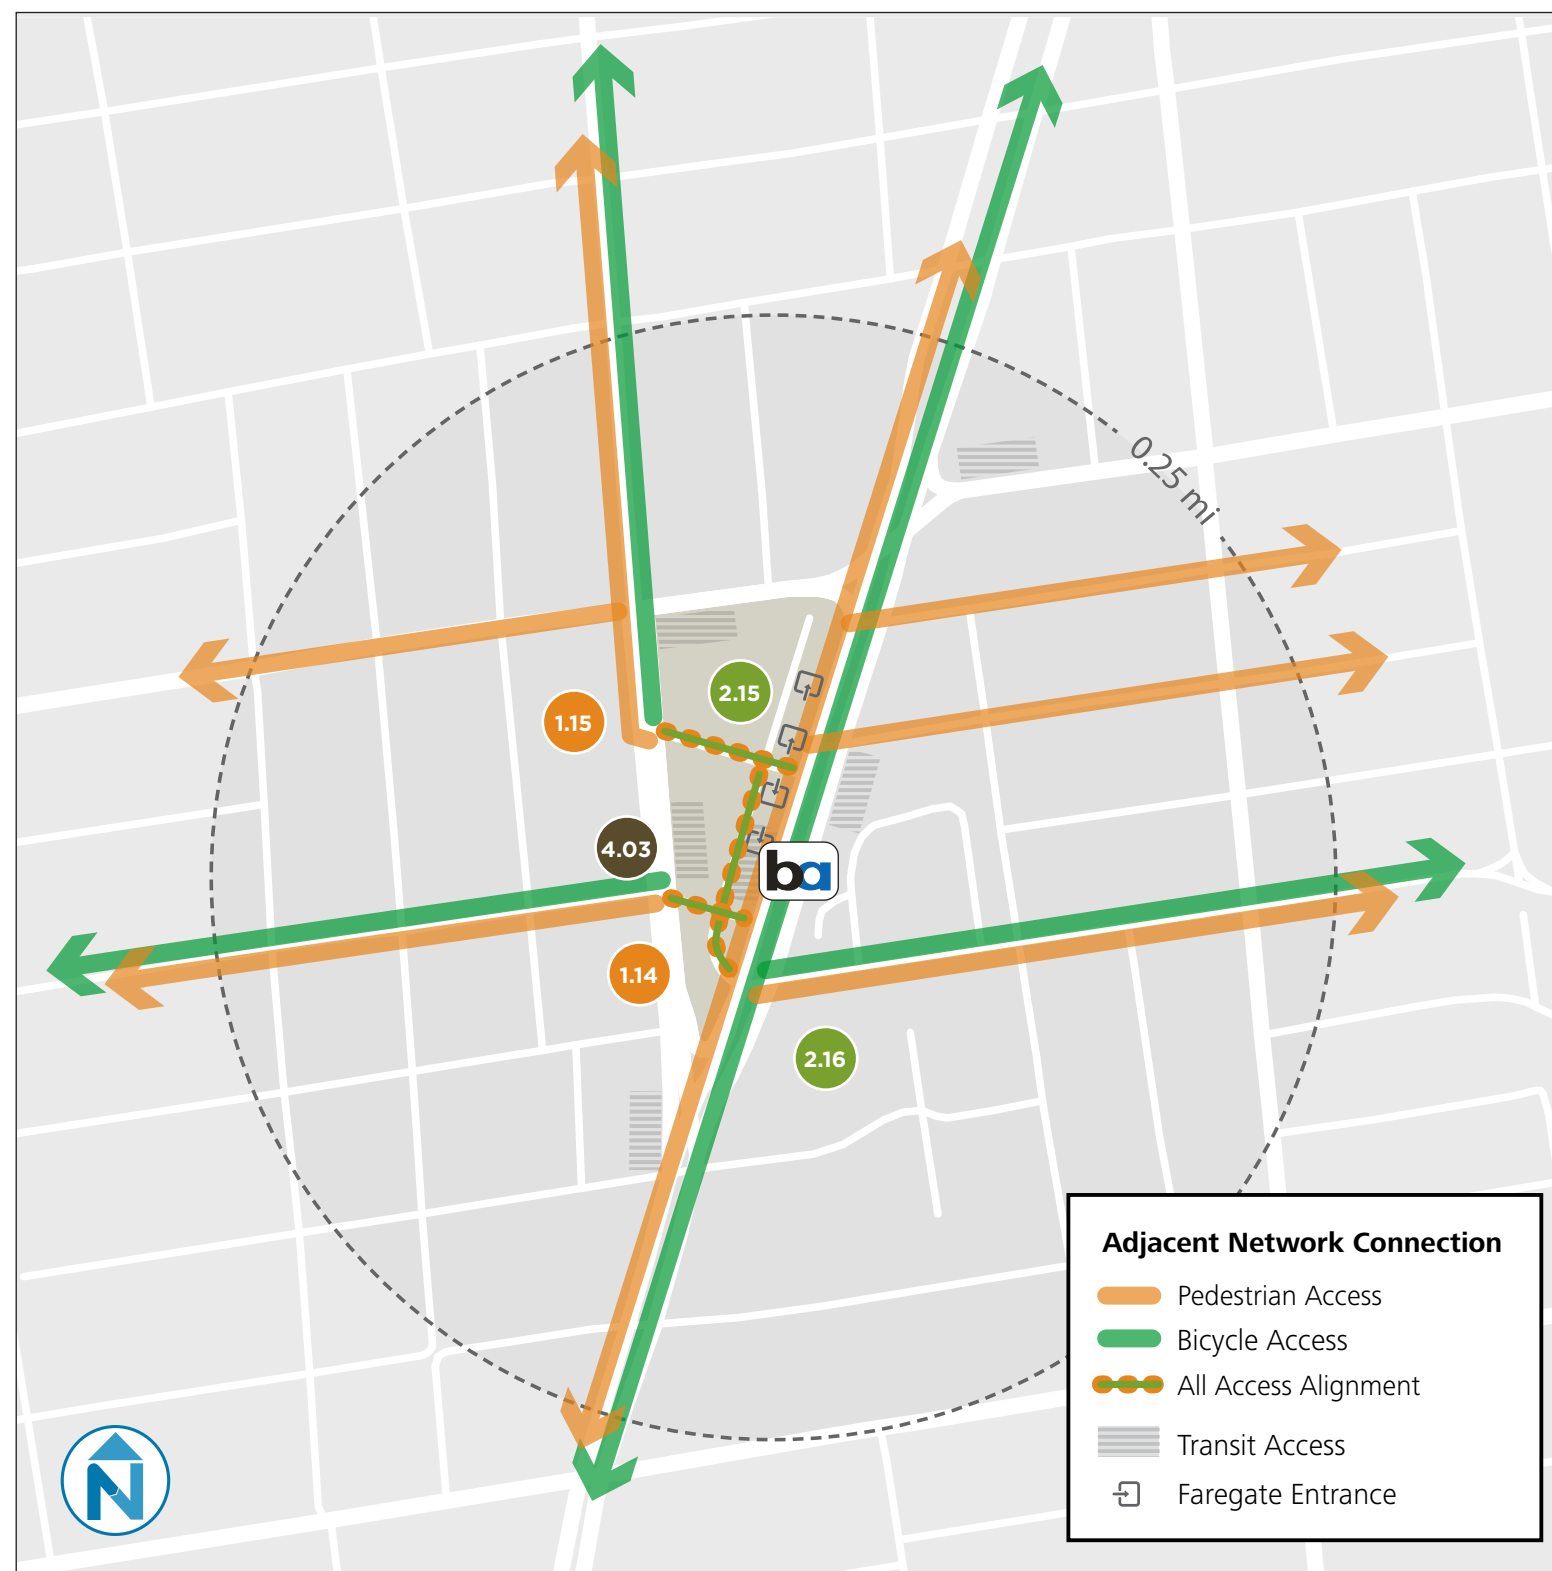 0.25 mi
2.15
1.15
4.03
ba
1.14
2.16
Adjacent Network Connection
Pedestrian Access
Bicycle Access
All Access Alignment
Transit Access
Faregate Entrance
N